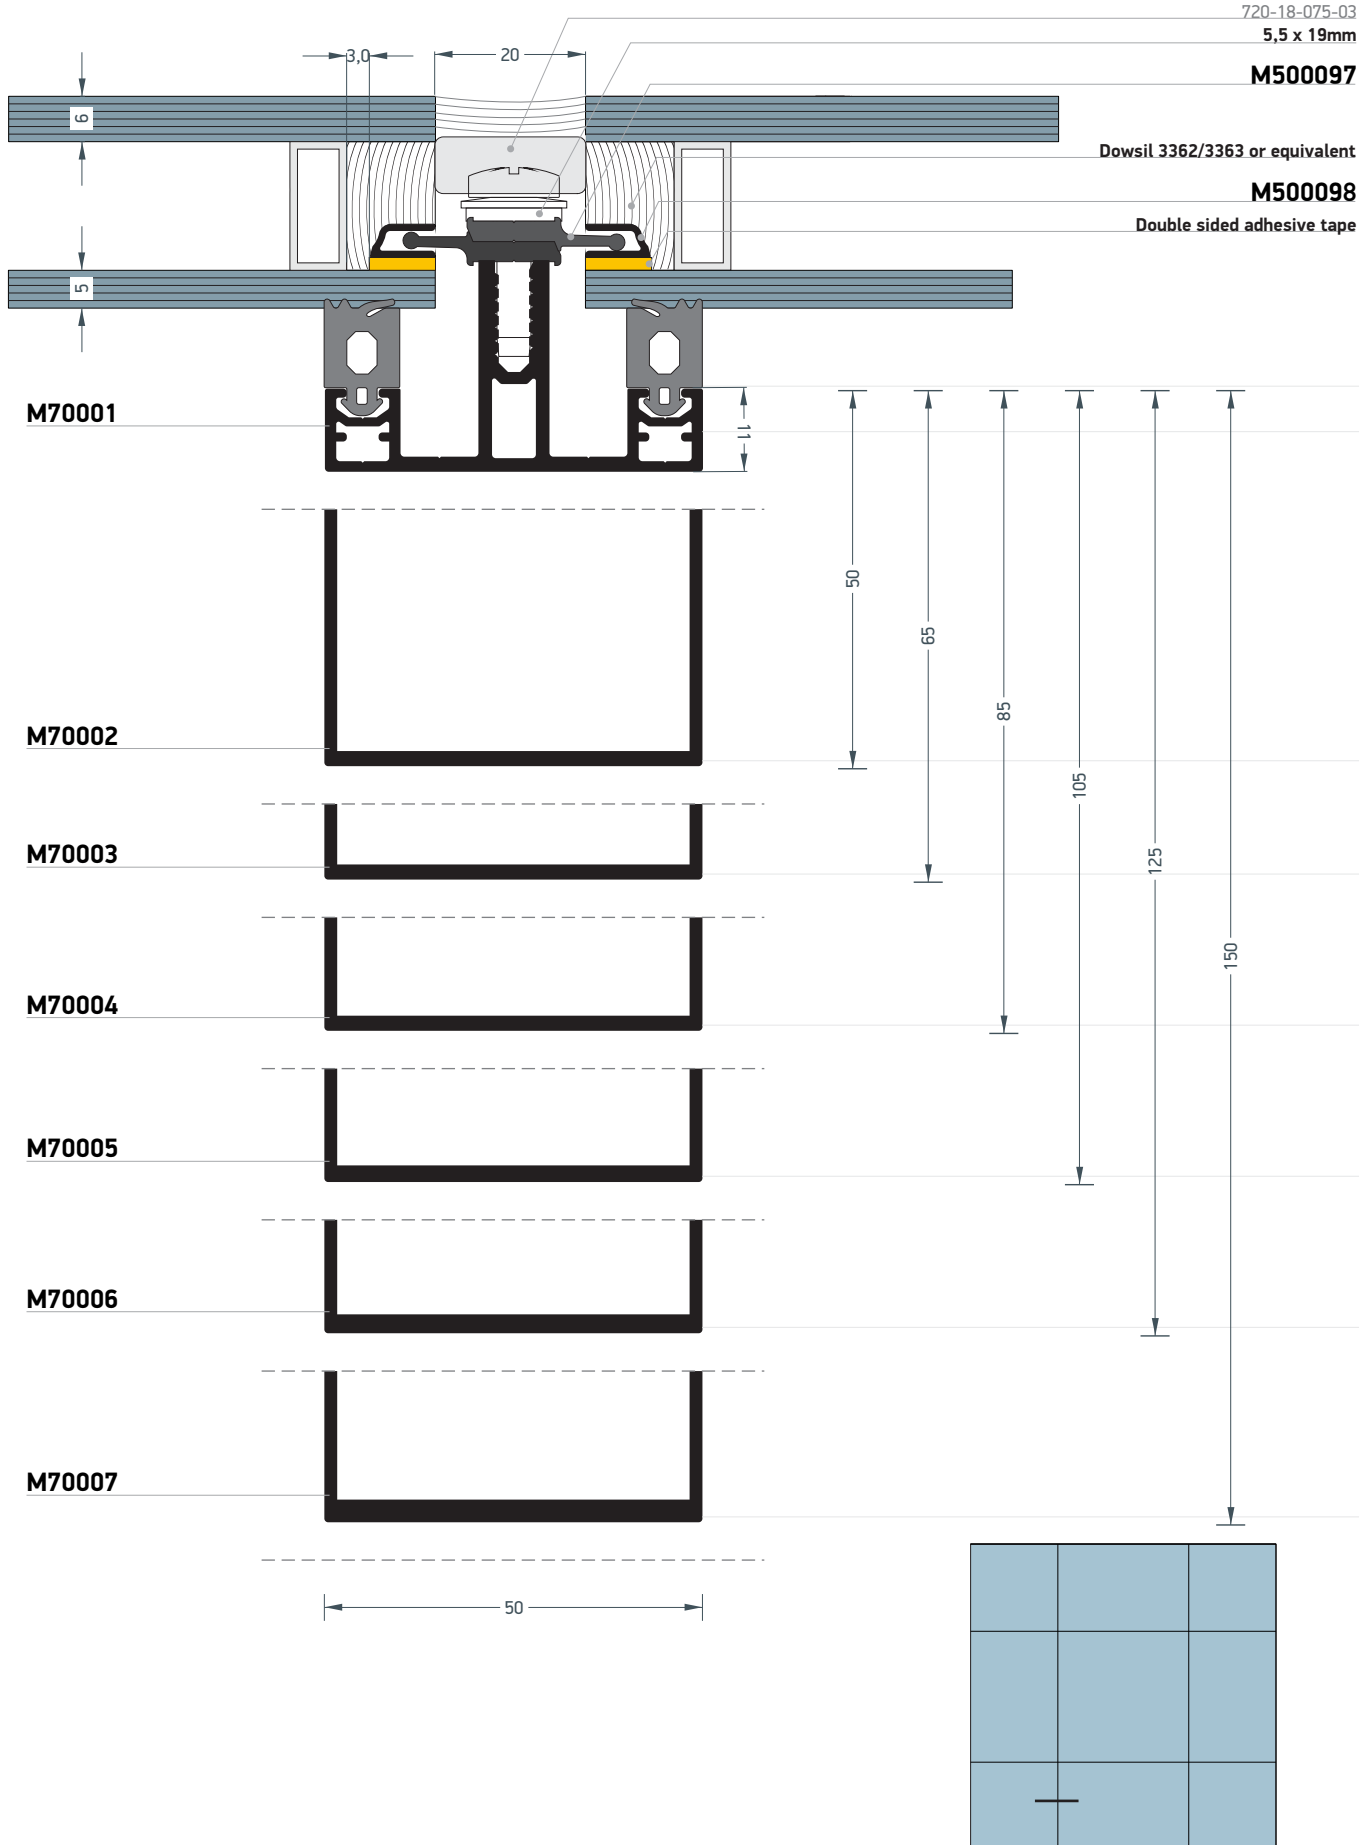 720-18-075-03
5,5 x 19mm
3,0
20
M500097
6
Dowsil 3362/3363 or equivalent
M500098
Double sided adhesive tape
5
M70001
11
50
65
85
M70002
105
M70003
125
150
M70004
M70005
M70006
M70007
50